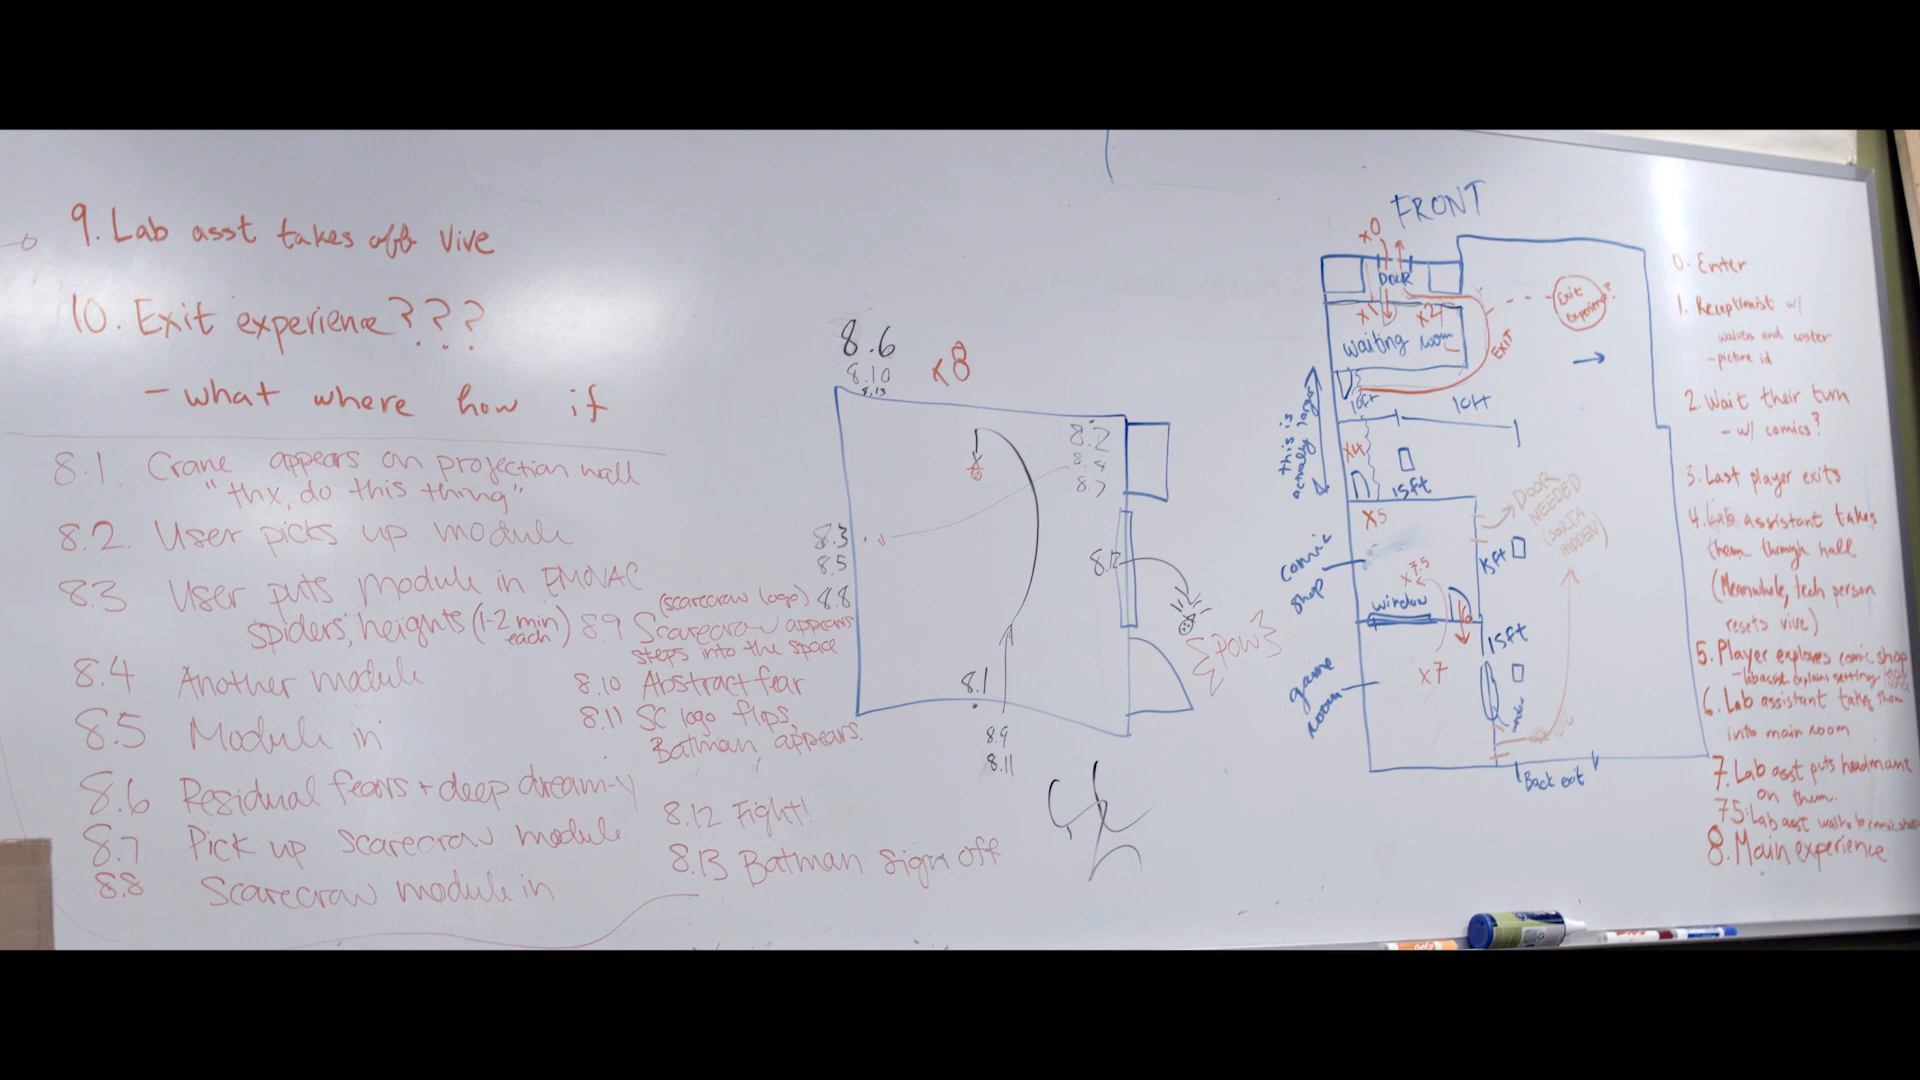 9. Lab asst takes off Vive
10. Exit experience???
- what where how if
8.1. Crane appears on projection wall
"thx, do this thing"
8.2. User picks up module
8.3 User puts module in EMOVAC
spiders, heights (1-2 min each)
8.4 Another module
8.5 Module in
8.6 Residual fears + deep dream-y
8.7 Pick up scarecrow module
8.8 Scarecrow module in
(scarecrow logo)
8.9 Scarecrow appears
steps into the space
8.10 Abstract fear
8.11 SC logo flips,
Batman appears.
8.12 Fight!
8.13 Batman sign off
8.6
8.10
8.13
x8
8.2
8.4
8.7
8.3
8.5
8.8
8.12
{POW}
8.1
8.9
8.11
FRONT
x0
Door
x1
x2
waiting room
EXIT
Exit experience?
this is actually larger
10ft
10ft
x4
15ft
x5
DOOR NEEDED
comic shop
x7.5
15ft
window
x6
15ft
game room
x7
window
Back exit
0. Enter
1. Receptionist w/
waivers and roster
- picture id
2. Wait their turn
- w/ comics?
3. Last player exits
4. Lab assistant takes
them through hall
(Meanwhile, tech person
resets vive)
5. Player explores comic shop
- lab asst explains setting
6. Lab assistant takes them
into main room
7. Lab asst puts headmount
on them.
7.5. Lab asst walks to comic shop
8. Main experience